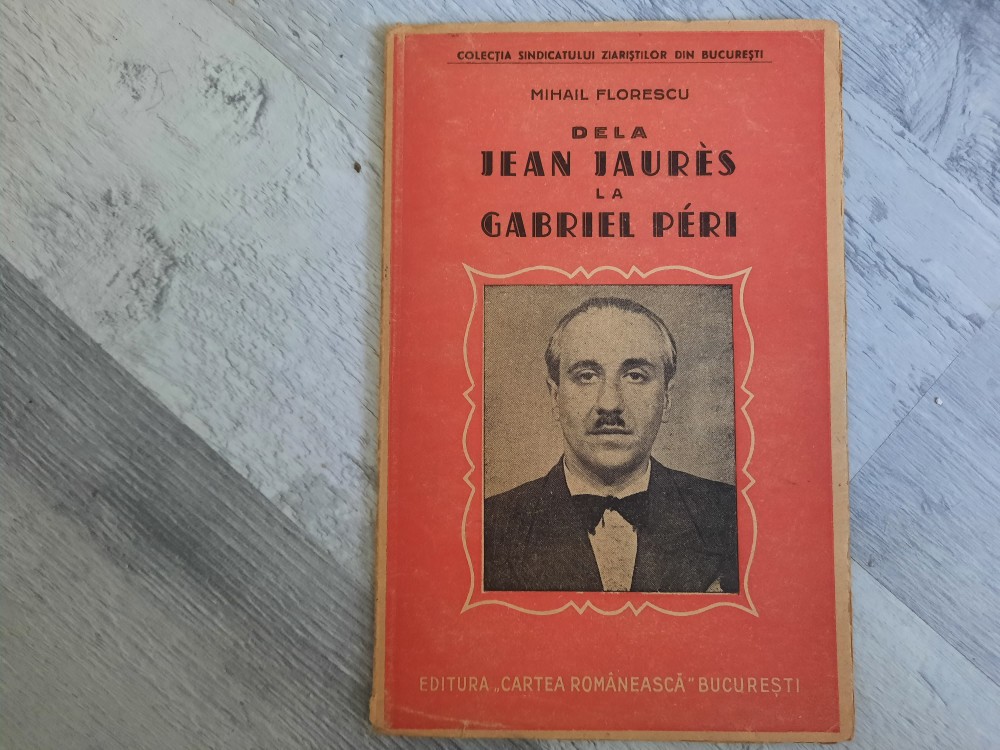 COLECȚIA SINDICATULUI ZIARIȘTILOR DIN BUCUREȘTI
MIHAIL FLORESCU
DELA
JEAN JAURÈS
LA
GABRIEL PÉRI
EDITURA „CARTEA ROMÂNEASCĂ" BUCUREȘTI